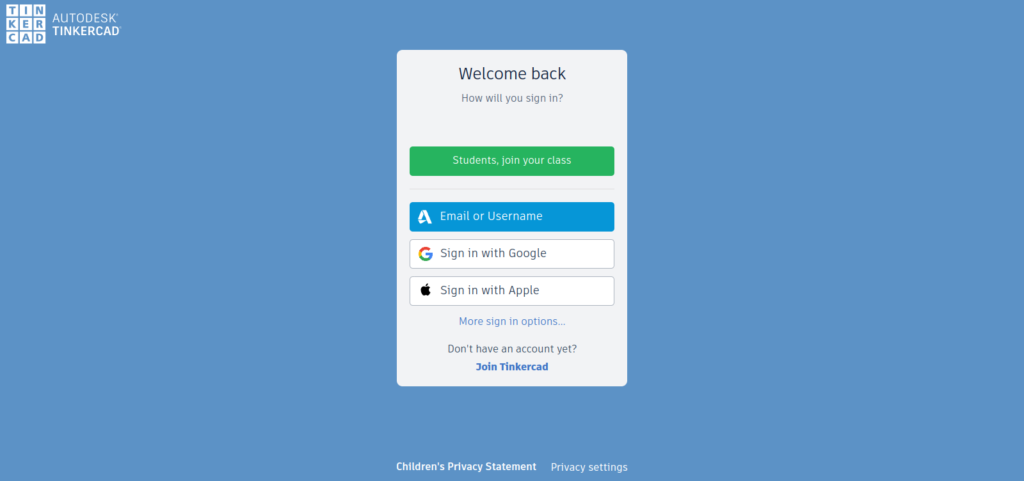 TIN
KER
CAD
AUTODESK
TINKERCAD
Welcome back
How will you sign in?
Students, join your class
Email or Username
Sign in with Google
Sign in with Apple
More sign in options...
Don't have an account yet?
Join Tinkercad
Children's Privacy Statement
Privacy settings